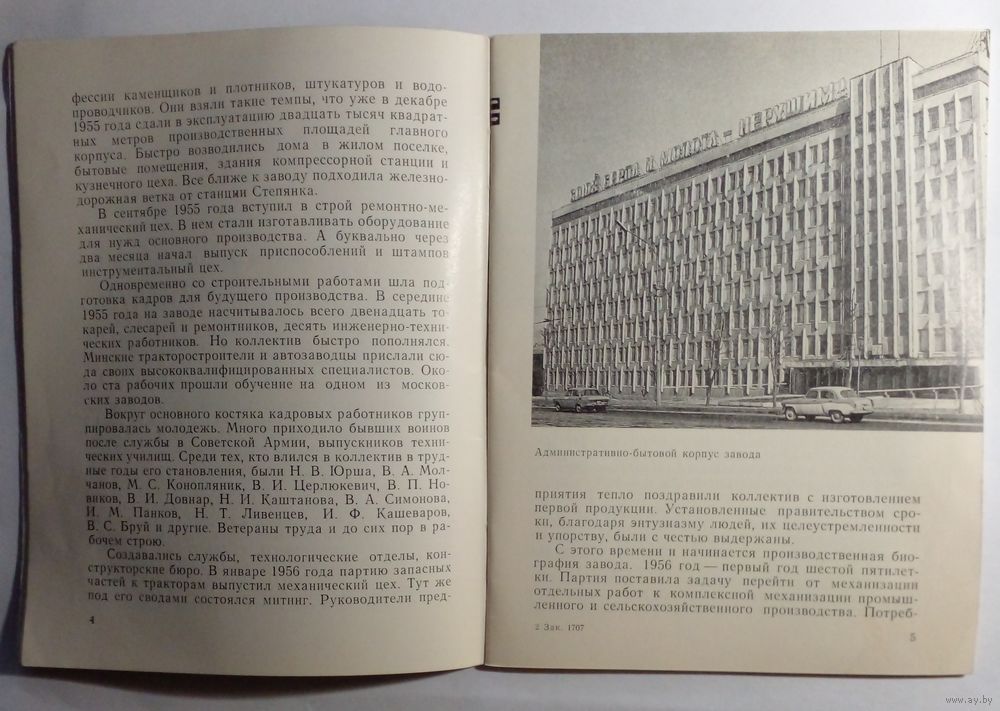 фессии каменщиков и плотников, штукатуров и водо-
проводчиков. Они взяли такие темпы, что уже в декабре
1955 года сдали в эксплуатацию двадцать тысяч квадрат-
ных метров производственных площадей главного
корпуса. Быстро возводились дома в жилом поселке,
бытовые помещения, здания компрессорной станции и
кузнечного цеха. Все ближе к заводу подходила железно-
дорожная ветка от станции Степянка.
В сентябре 1955 года вступил в строй ремонтно-ме-
ханический цех. В нем стали изготавливать оборудование
для нужд основного производства. А буквально через
два месяца начал выпуск приспособлений и штампов
инструментальный цех.
Одновременно со строительными работами шла под-
готовка кадров для будущего производства. В середине
1955 года на заводе насчитывалось всего двенадцать то-
карей, слесарей и ремонтников, десять инженерно-техни-
ческих работников. Но коллектив быстро пополнялся.
Минские тракторостроители и автозаводцы прислали сю-
да своих высококвалифицированных специалистов. Око-
ло ста рабочих прошли обучение на одном из москов-
ских заводов.
Вокруг основного костяка кадровых работников груп-
пировалась молодежь. Много приходило бывших воинов
после службы в Советской Армии, выпускников техни-
ческих училищ. Среди тех, кто влился в коллектив в труд-
ные годы его становления, были Н. В. Юрша, В. А. Мол-
чанов, М. С. Конопляник, В. И. Церлюкевич, В. П. Но-
виков, В. И. Довнар, Н. И. Каштанова, В. А. Симонова,
И. М. Панков, Н. Т. Ливенцев, И. Ф. Кашеваров,
В. С. Бруй и другие. Ветераны труда и до сих пор в ра-
бочем строю.
Создавались службы, технологические отделы, кон-
структорские бюро. В январе 1956 года партию запасных
частей к тракторам выпустил механический цех. Тут же
под его сводами состоялся митинг. Руководители пред-
4
СОЮЗ СЕРПА И МОЛОТА - НЕРУШИМ
Административно-бытовой корпус завода
приятия тепло поздравили коллектив с изготовлением
первой продукции. Установленные правительством сро-
ки, благодаря энтузиазму людей, их целеустремленности
и упорству, были с честью выдержаны.
С этого времени и начинается производственная био-
графия завода. 1956 год — первый год шестой пятилет-
ки. Партия поставила задачу перейти от механизации
отдельных работ к комплексной механизации промыш-
ленного и сельскохозяйственного производства. Потреб-
2 Зак. 1707
5
www.ay.by